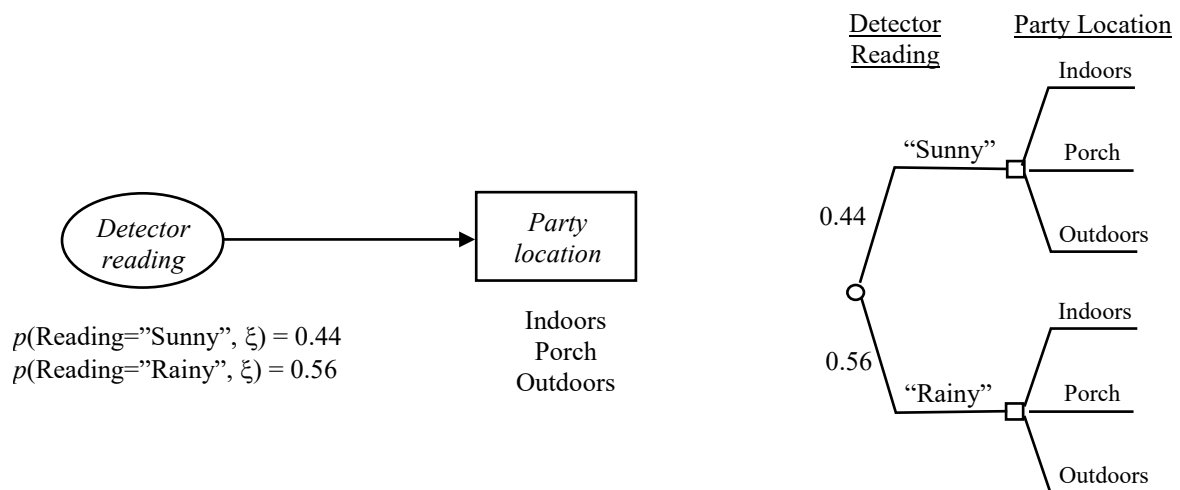 Detector
reading
p(Reading=”Sunny”, ξ) = 0.44
p(Reading=”Rainy”, ξ) = 0.56
Party
location
Indoors
Porch
Outdoors
Detector
Reading
Party Location
0.44
“Sunny”
Indoors
Porch
Outdoors
0.56
“Rainy”
Indoors
Porch
Outdoors